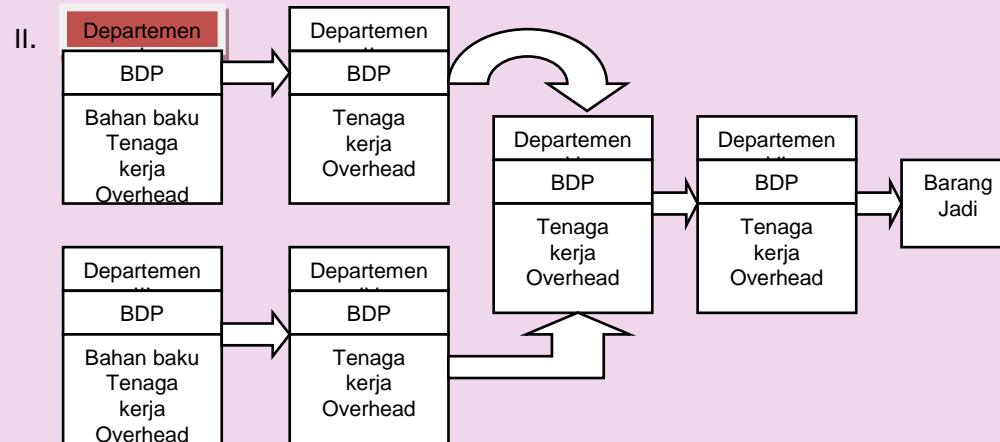 II.
Departemen
BDP
Bahan baku
Tenaga
kerja
Overhead
Departemen
BDP
Tenaga
kerja
Overhead
Departemen
BDP
Bahan baku
Tenaga
kerja
Overhead
Departemen
BDP
Tenaga
kerja
Overhead
Departemen
BDP
Tenaga
kerja
Overhead
Departemen
BDP
Tenaga
kerja
Overhead
Barang
Jadi